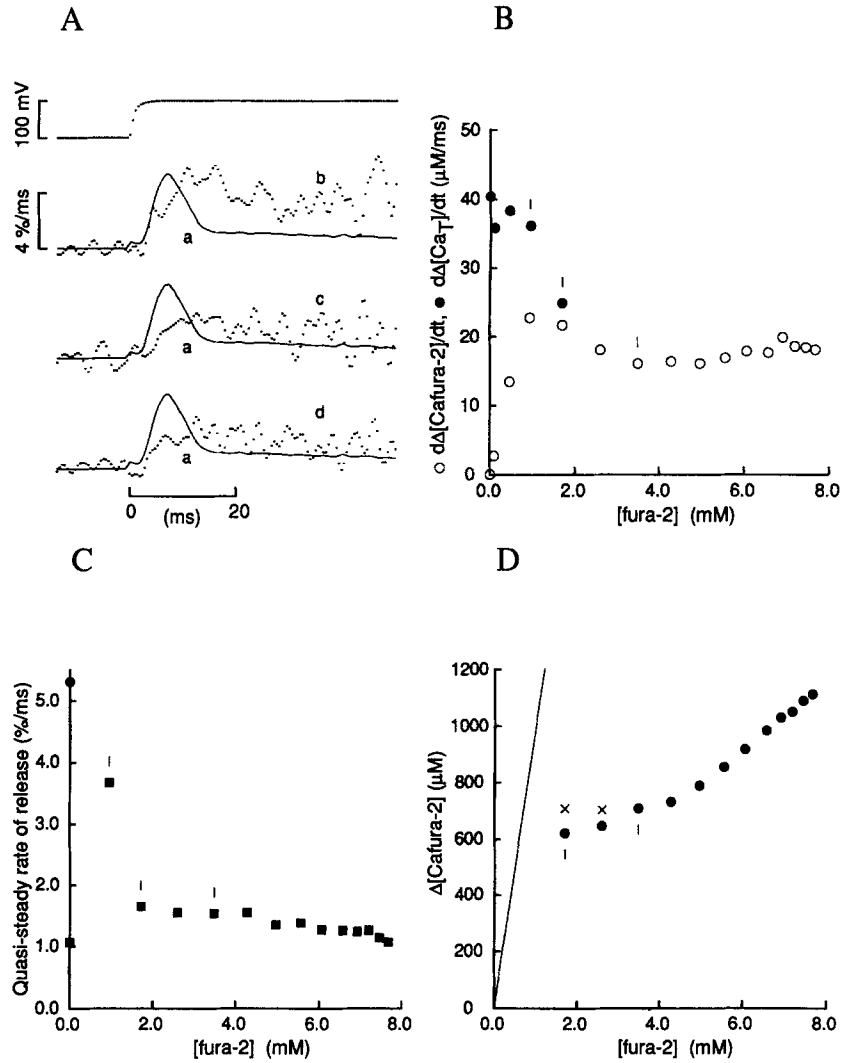 A
100 mV
4 %/ms
b
a
c
a
d
a
0
20
(ms)
B
○ dΔ[Cafura-2]/dt, ● dΔ[CaT]/dt (μM/ms)
50
40
30
20
10
0
0.0
2.0
4.0
6.0
8.0
[fura-2] (mM)
C
Quasi-steady rate of release (%/ms)
5.0
4.0
3.0
2.0
1.0
0.0
0.0
2.0
4.0
6.0
8.0
[fura-2] (mM)
D
Δ[Cafura-2] (μM)
1200
1000
800
600
400
200
0
0.0
2.0
4.0
6.0
8.0
[fura-2] (mM)